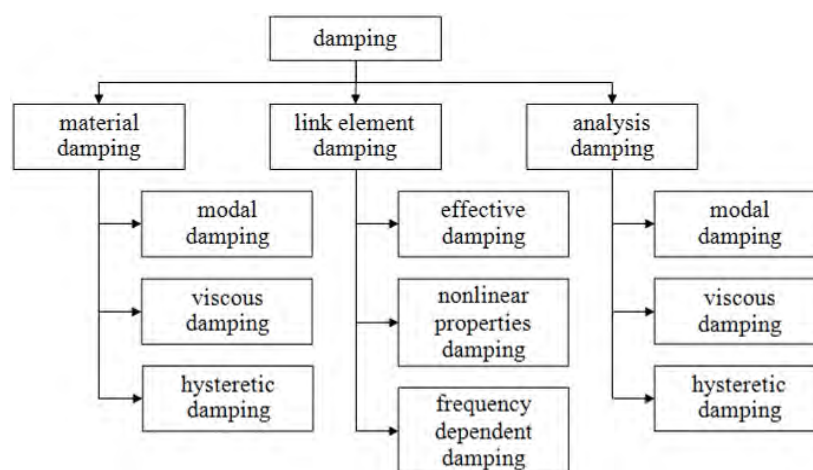 damping
material
damping
link element
damping
analysis
damping
modal
damping
viscous
damping
hysteretic
damping
effective
damping
nonlinear
properties
damping
frequency
dependent
damping
modal
damping
viscous
damping
hysteretic
damping